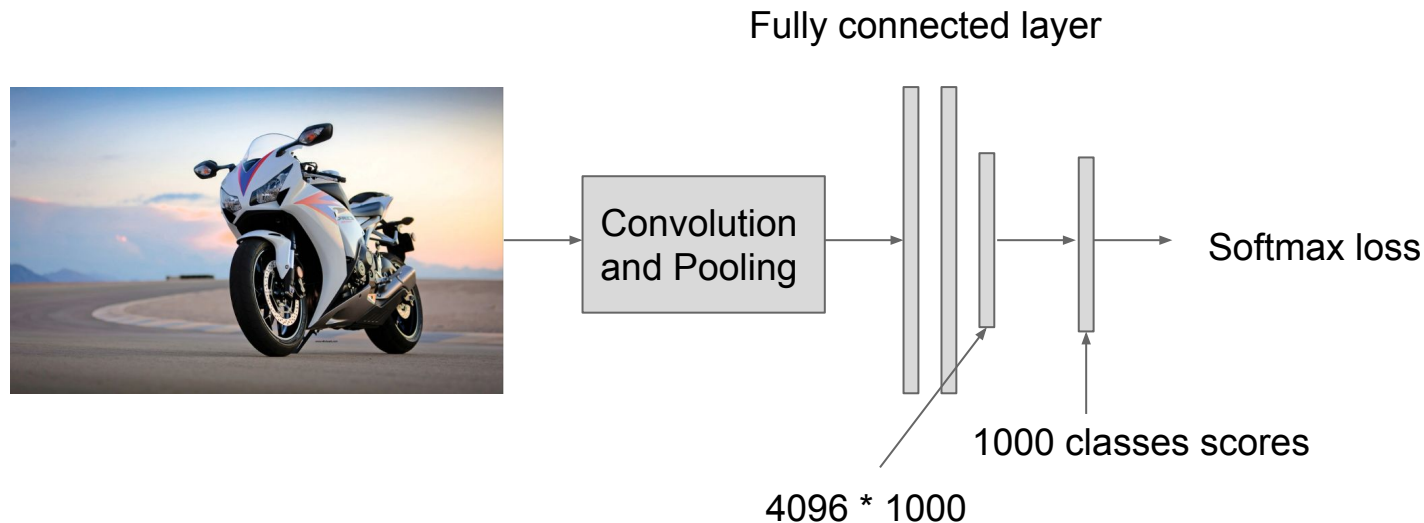 Fully connected layer
Convolution
and Pooling
Softmax loss
1000 classes scores
4096 * 1000